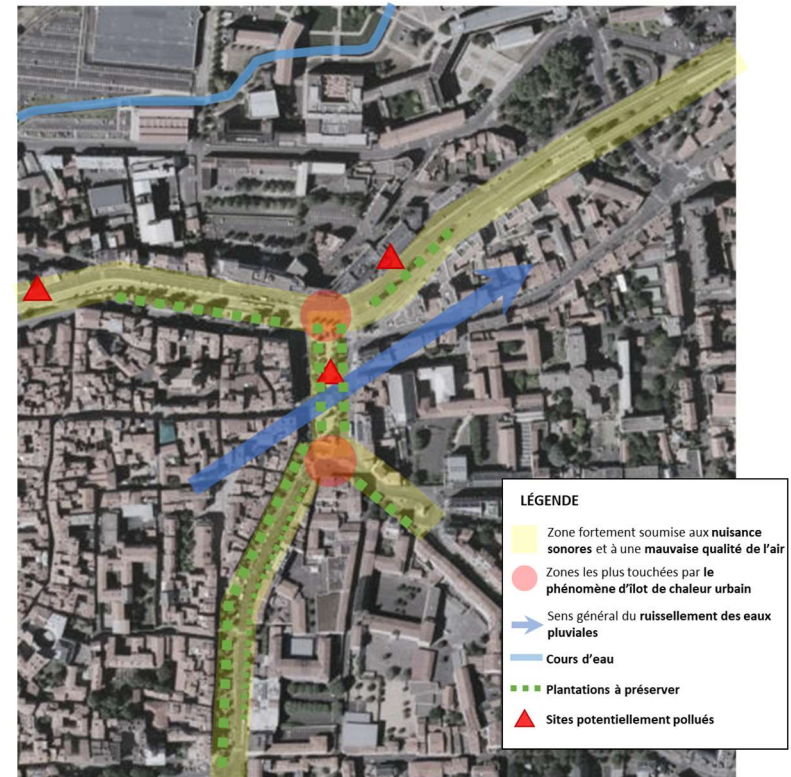 LÉGENDE
Zone fortement soumise aux nuisance
sonores et à une mauvaise qualité de l'air
Zones les plus touchées par le
phénomène d'îlot de chaleur urbain
Sens général du ruissellement des eaux
pluviales
Cours d'eau
Plantations à préserver
Sites potentiellement pollués